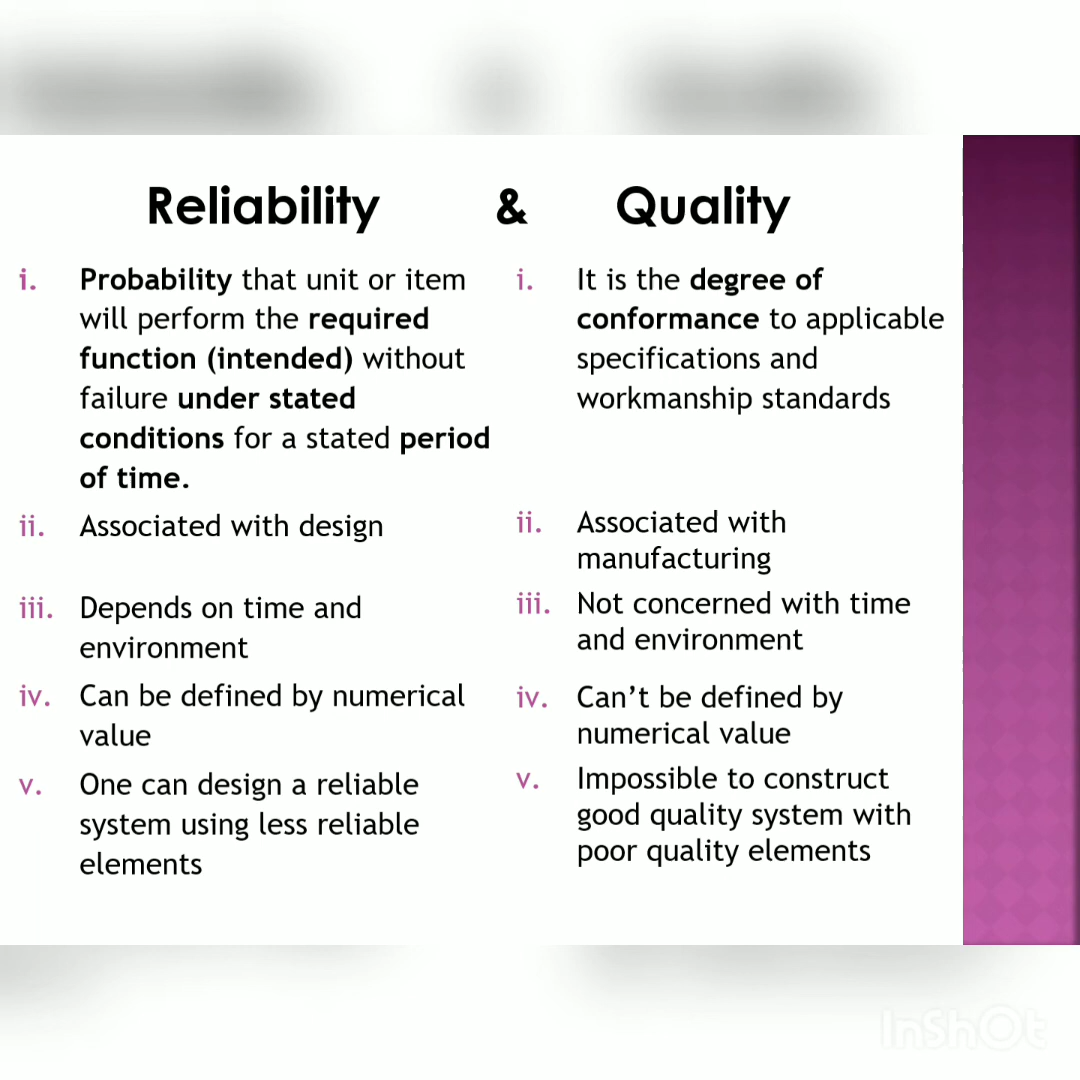 Reliability & Quality
i. Probability that unit or item
will perform the required
function (intended) without
failure under stated
conditions for a stated period
of time.
ii. Associated with design
iii. Depends on time and
environment
iv. Can be defined by numerical
value
v. One can design a reliable
system using less reliable
elements
i. It is the degree of
conformance to applicable
specifications and
workmanship standards
ii. Associated with
manufacturing
iii. Not concerned with time
and environment
iv. Can’t be defined by
numerical value
v. Impossible to construct
good quality system with
poor quality elements
InShOt